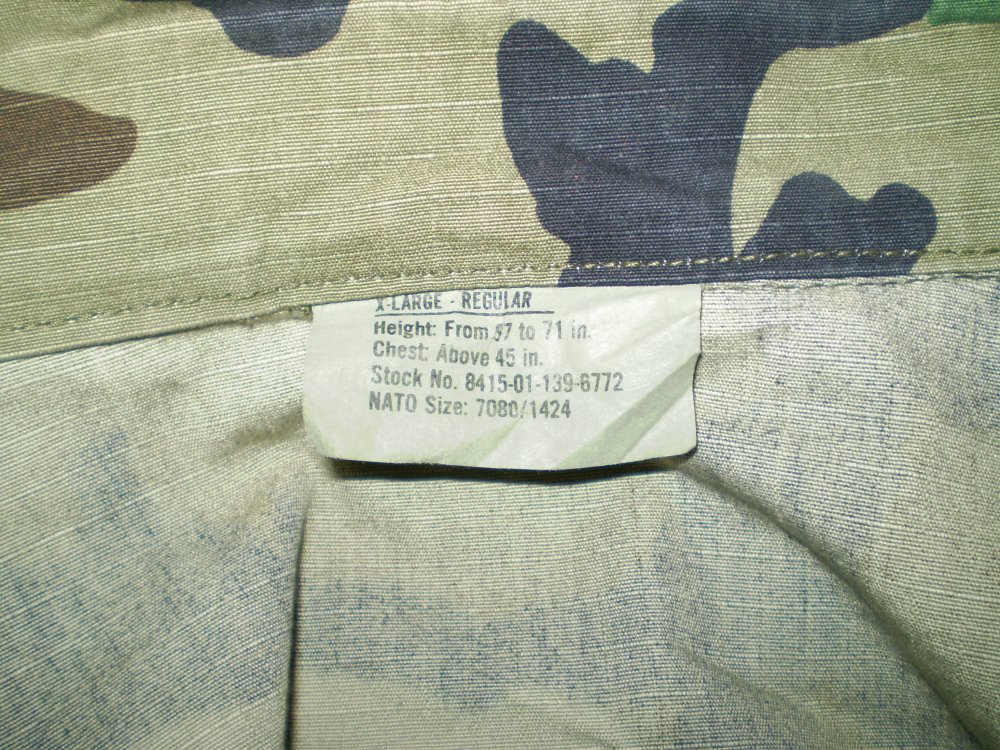 X-LARGE - REGULAR
Height: From 67 to 71 in.
Chest: Above 45 in.
Stock No. 8415-01-139-6772
NATO Size: 7080/1424